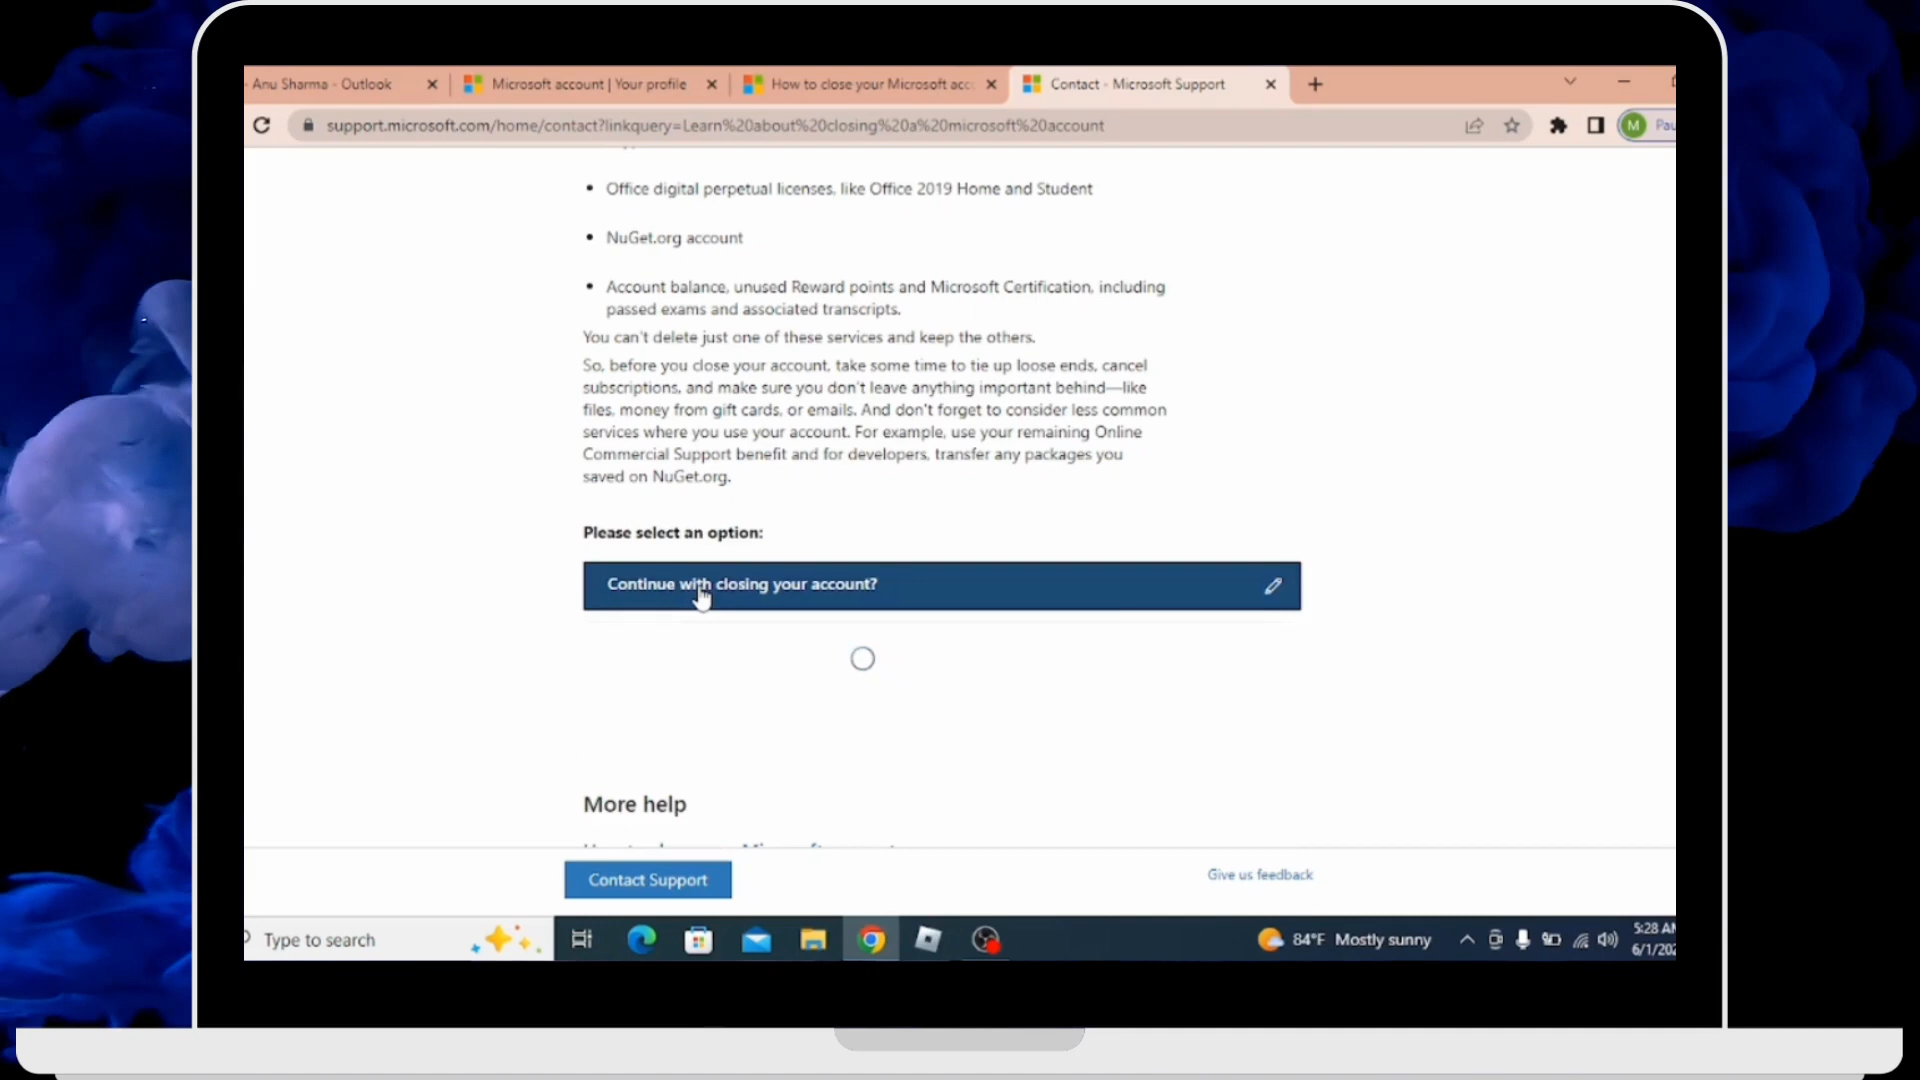 Anu Sharma - Outlook
Microsoft account | Your profile
How to close your Microsoft acc
Contact - Microsoft Support
support.microsoft.com/home/contact?linkquery=Learn%20about%20closing%20a%20microsoft%20account
M
Pau
• Office digital perpetual licenses, like Office 2019 Home and Student
• NuGet.org account
• Account balance, unused Reward points and Microsoft Certification, including
passed exams and associated transcripts.
You can't delete just one of these services and keep the others.
So, before you close your account, take some time to tie up loose ends, cancel
subscriptions, and make sure you don't leave anything important behind—like
files, money from gift cards, or emails. And don't forget to consider less common
services where you use your account. For example, use your remaining Online
Commercial Support benefit and for developers, transfer any packages you
saved on NuGet.org.
Please select an option:
Continue with closing your account?
More help
Contact Support
Give us feedback
Type to search
84°F Mostly sunny
5:28 AM
6/1/202